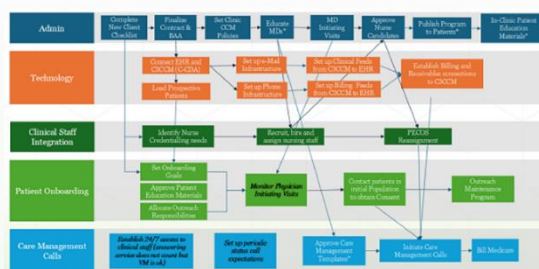 Admin
Complete
New Client
Checklist
Finalize
Contract &
BAA
Set Clinic
CCM
Policies
Educate
MDs*
MD
Initiating
Visits
Approve
Nurse
Candidates
Publish Program
to Patients*
In-Clinic Patient
Education
Materials*
Technology
Connect EHR and
CSCCM (C-CDA)
Load Prospective
Patients
Set up e-Mail
Infrastructure
Set up Phone
Infrastructure
Set up Clinical Feeds
from CSCCM to EHR
Set up Billing Feeds
from CSCCM to EHR
Establish Billing and
Receivables connections to
CSCCM
Clinical Staff
Integration
Identify Nurse
Credentialing needs
Recruit, hire and
assign nursing staff
PECOS
Reassignment
Patient Onboarding
Set Onboarding
Goals
Approve Patient
Education Materials
Allocate Outreach
Responsibilities
Monitor Physician
Initiating Visits
Contact patients in
initial Population
to obtain Consent
Outreach
Maintenance
Program
Care Management
Calls
Establish 24/7 access to
clinical staff (answering
service does not count but
VM is ok)
Set up periodic
status call
expectations
Approve Care
Management
Templates*
Initiate Care
Management Calls
Bill Medicare